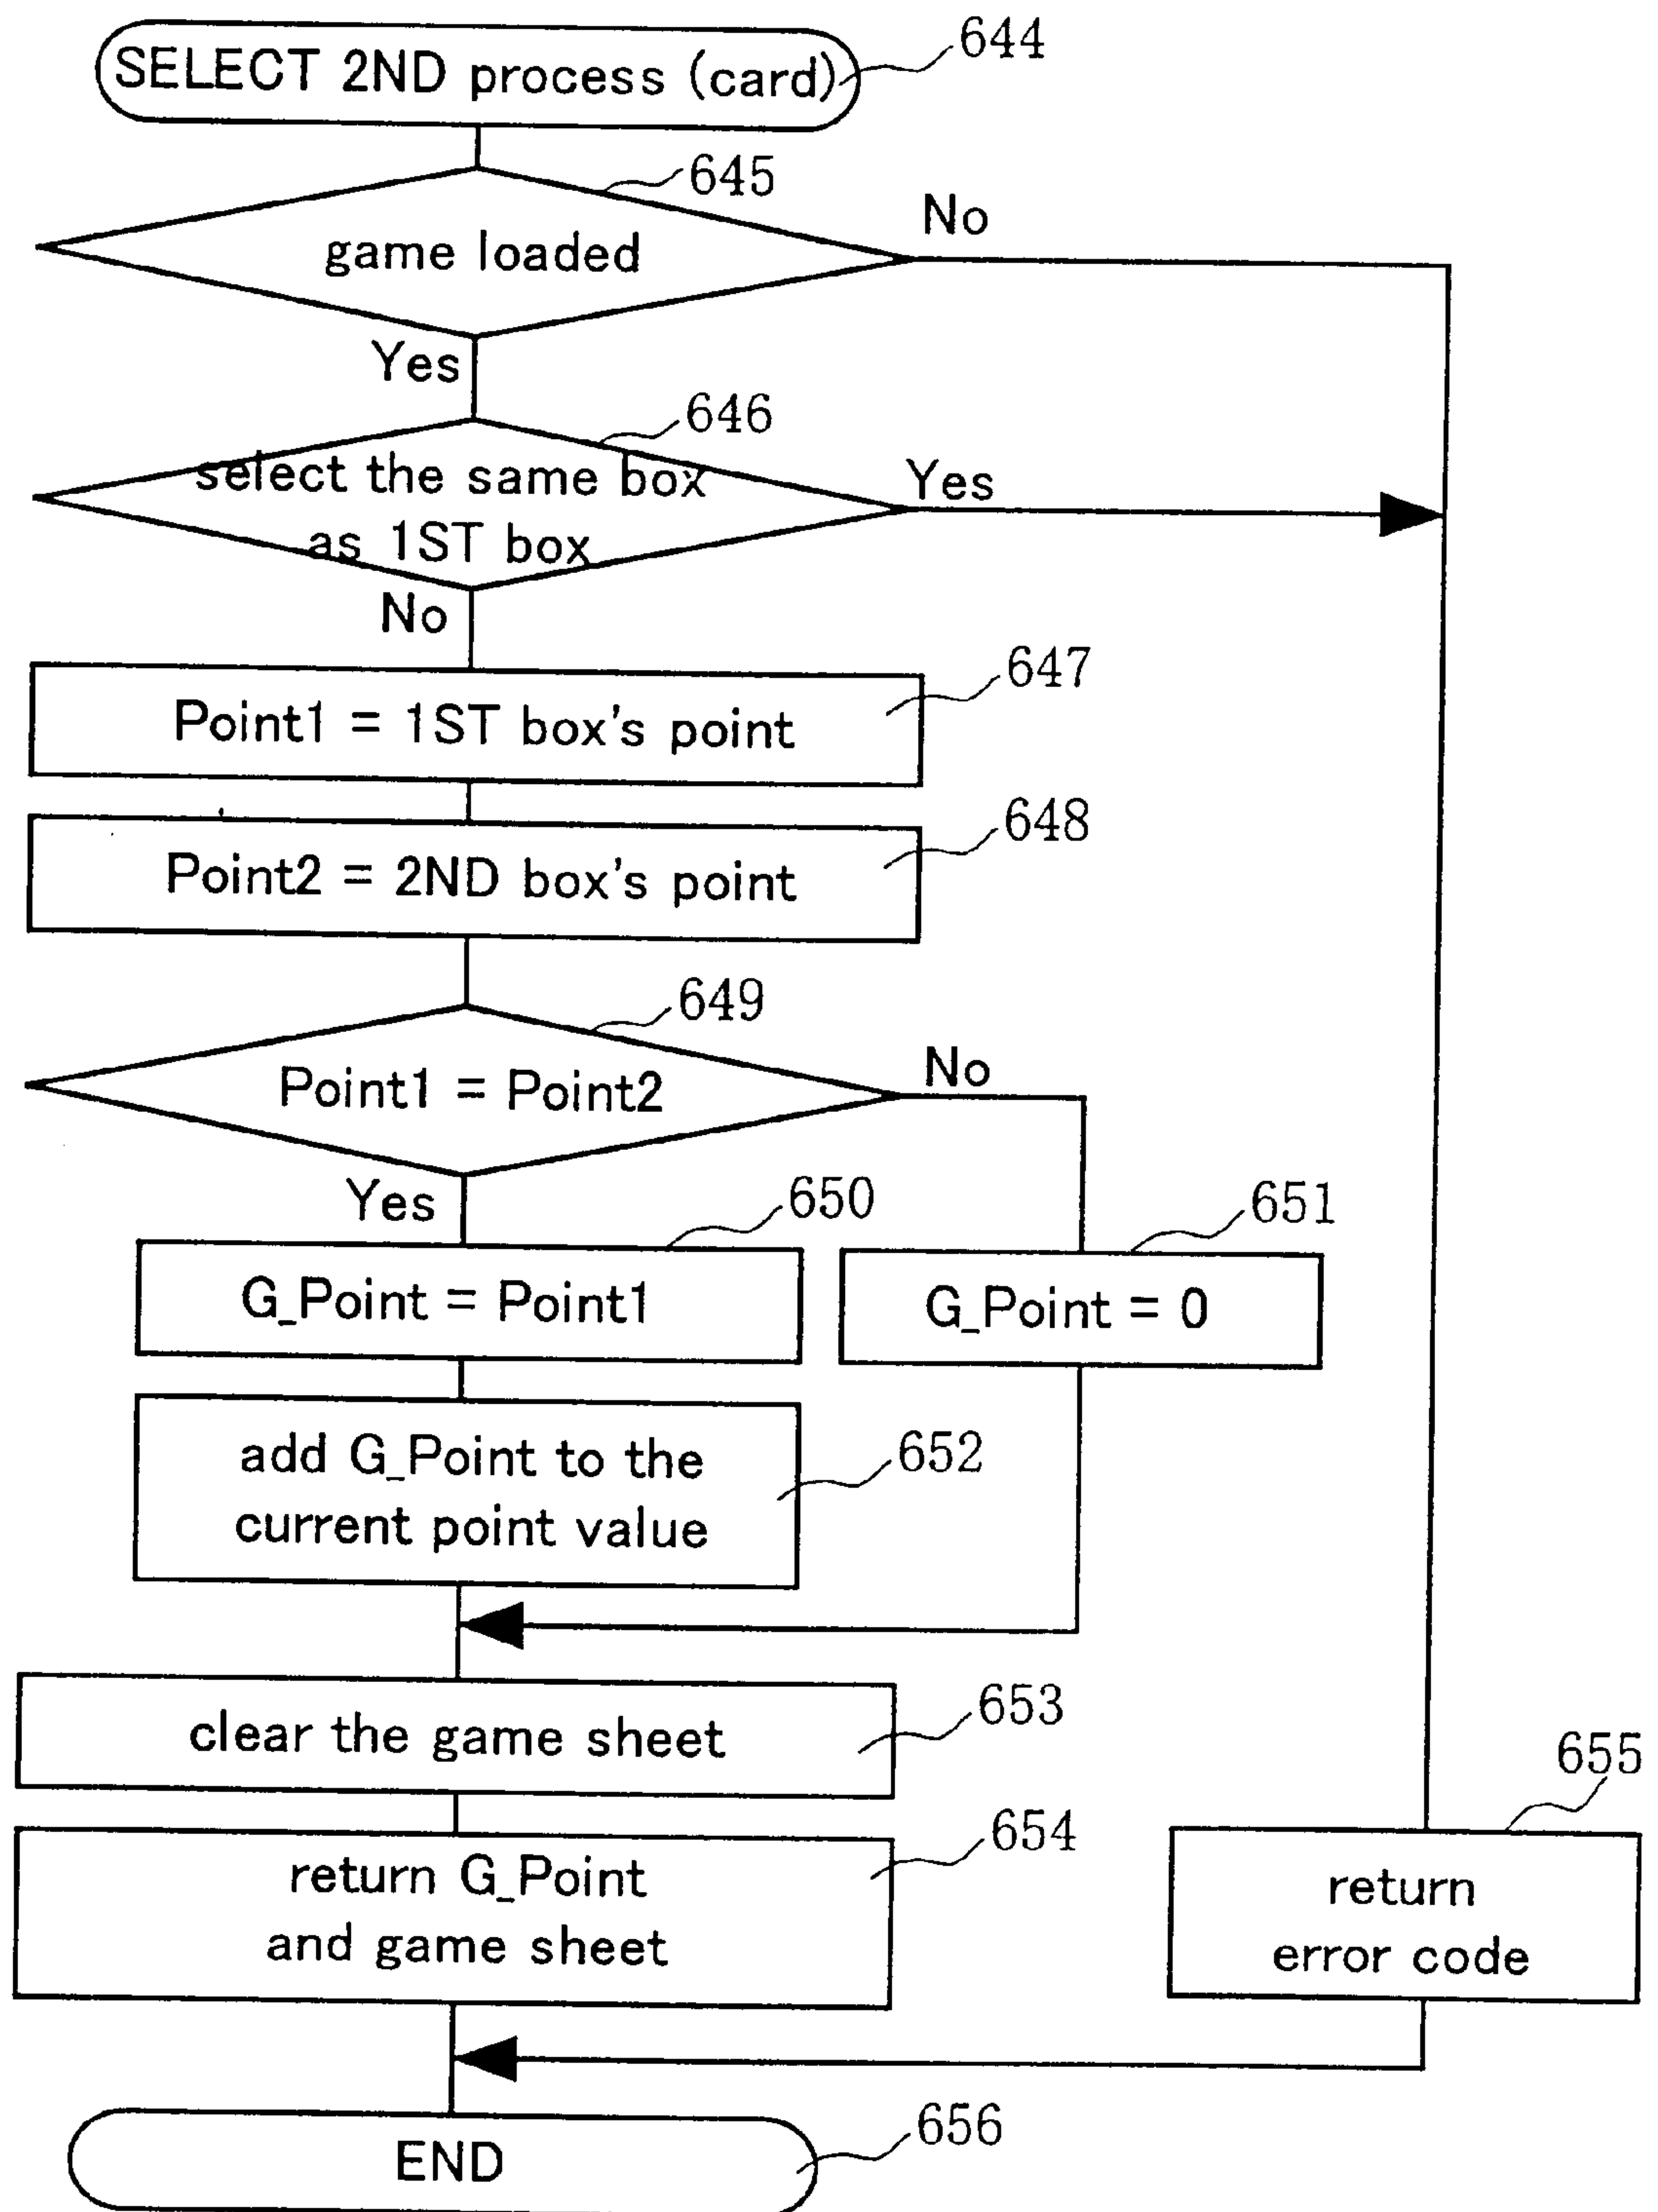 SELECT 2ND process (card)
644
645
game loaded
No
Yes
646
select the same box
as 1ST box
Yes
No
647
Point1 = 1ST box's point
648
Point2 = 2ND box's point
649
Point1 = Point2
No
Yes
650
G_Point = Point1
651
G_Point = 0
add G_Point to the
current point value
652
clear the game sheet
653
return G_Point
and game sheet
654
655
return
error code
END
656